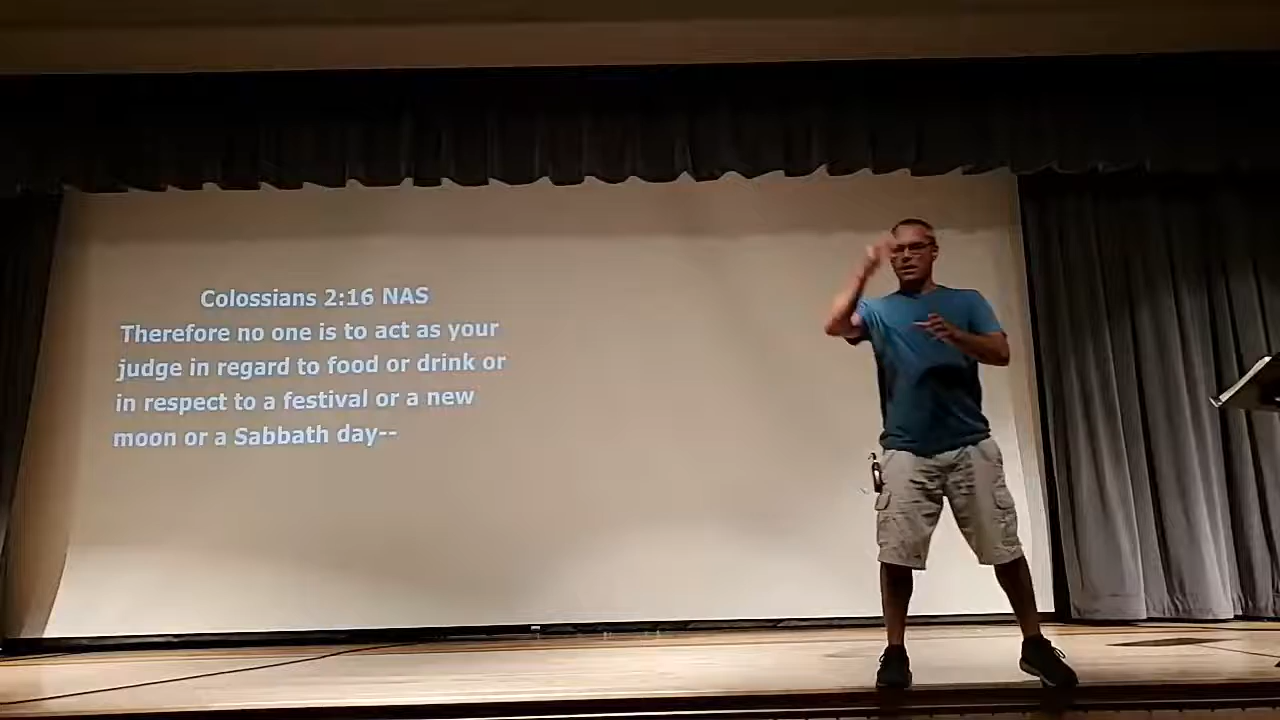 Colossians 2:16 NAS
Therefore no one is to act as your
judge in regard to food or drink or
in respect to a festival or a new
moon or a Sabbath day--